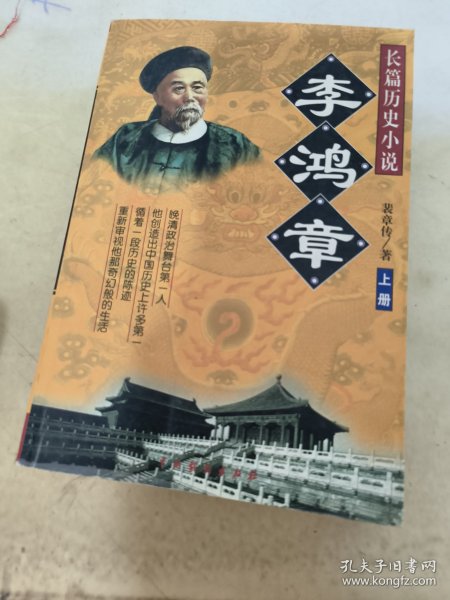 长篇历史小说
李鸿章
裴章传/著
上册
晚清政治舞台第一人
他创造出中国历史上许多第一
循着一段历史的陈迹
重新审视他那奇幻般的生活
孔夫子旧书网
www.kongfz.com